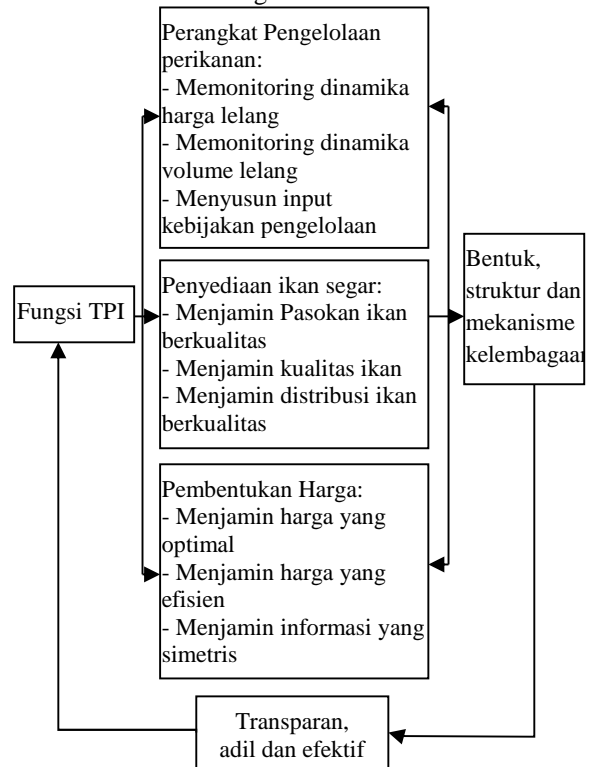 Perangkat Pengelolaan
perikanan:
- Memonitoring dinamika
harga lelang
- Memonitoring dinamika
volume lelang
- Menyusun input
kebijakan pengelolaan
Fungsi TPI
Penyediaan ikan segar:
- Menjamin Pasokan ikan
berkualitas
- Menjamin kualitas ikan
- Menjamin distribusi ikan
berkualitas
Bentuk,
struktur dan
mekanisme
kelembagaan
Pembentukan Harga:
- Menjamin harga yang
optimal
- Menjamin harga yang
efisien
- Menjamin informasi yang
simetris
Transparan,
adil dan efektif